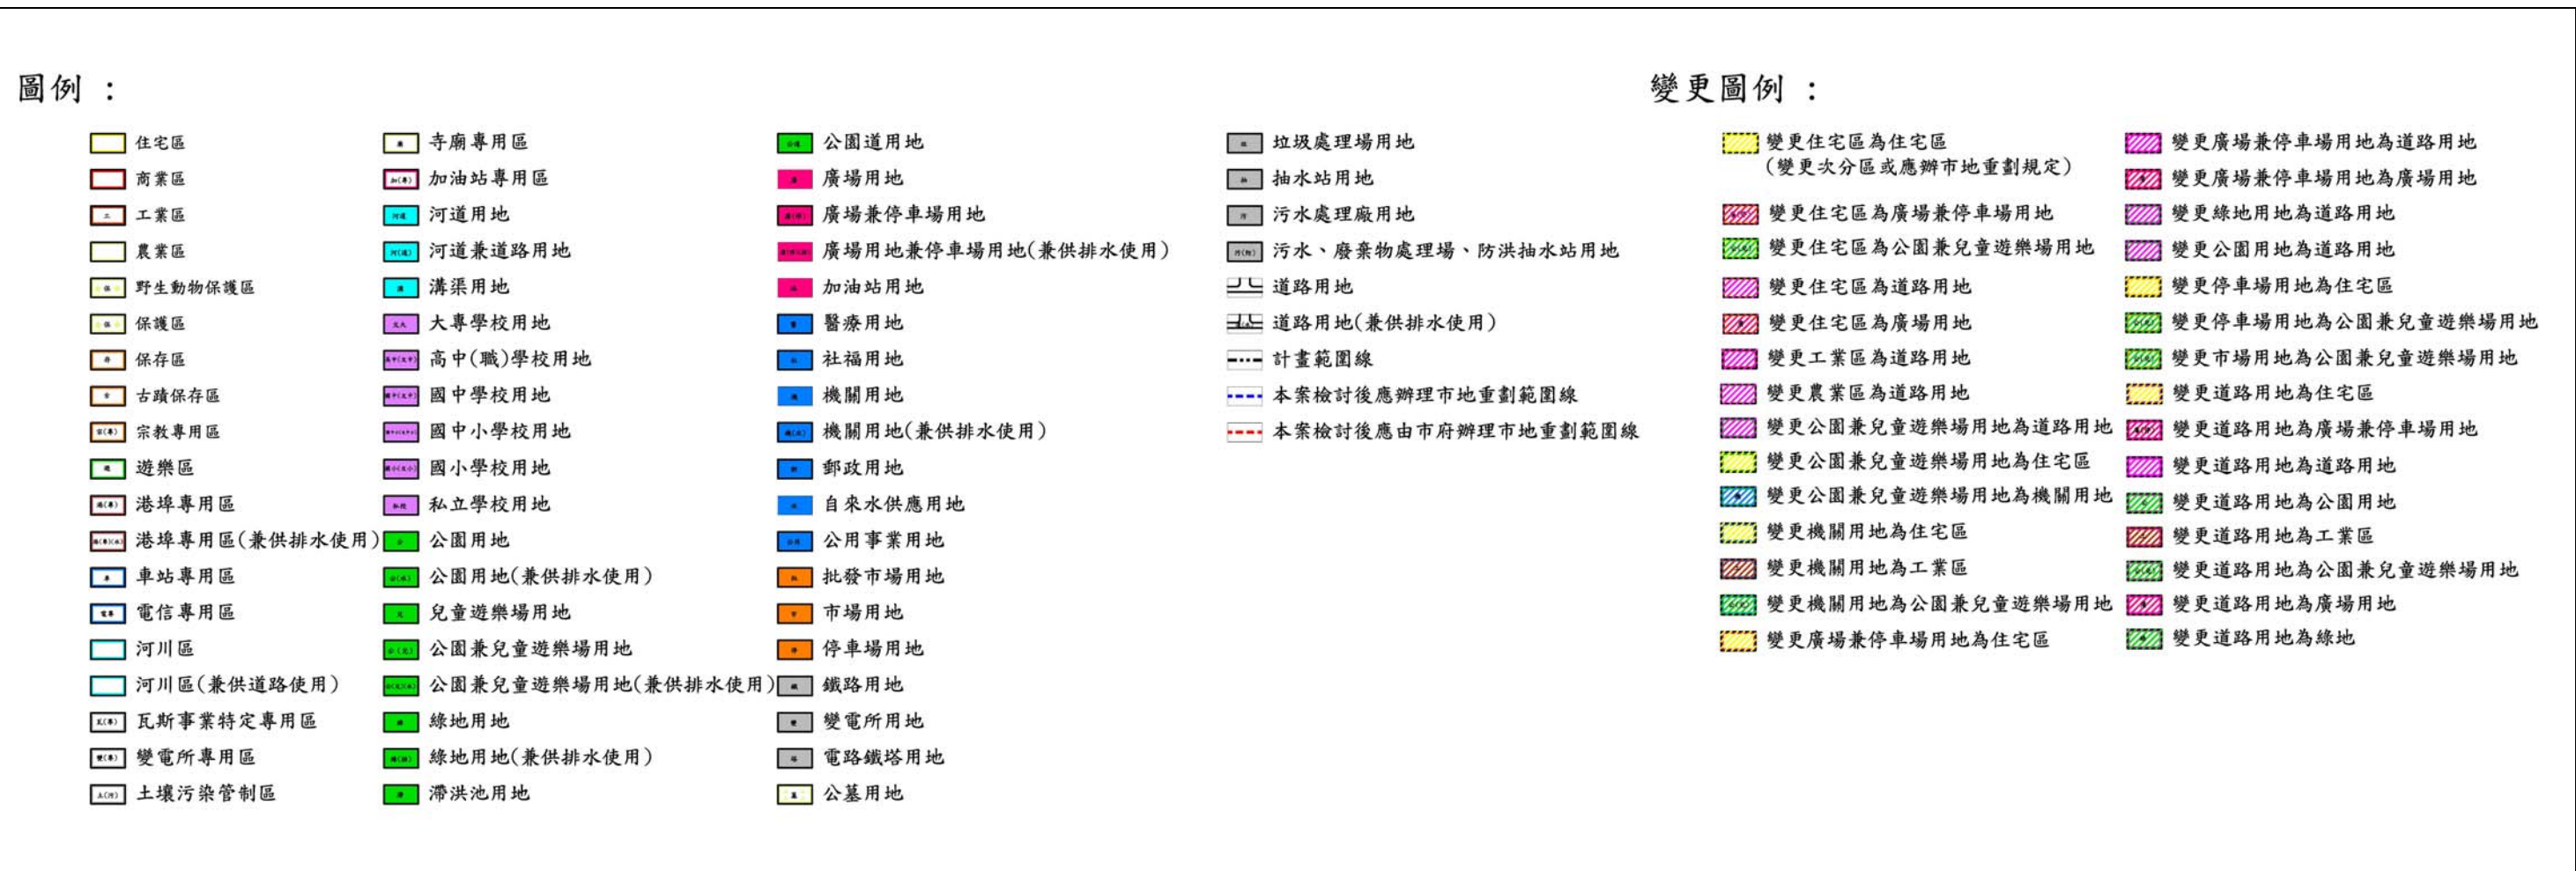 圖例：
住宅區
商業區
工業區
農業區
野生動物保護區
保護區
保存區
古蹟保存區
宗教專用區
遊樂區
港埠專用區
港埠專用區(兼供排水使用)
車站專用區
電信專用區
河川區
河川區(兼供道路使用)
瓦斯事業特定專用區
變電所專用區
土壤污染管制區
寺廟專用區
加油站專用區
河道用地
河道兼道路用地
溝渠用地
大專學校用地
高中(職)學校用地
國中學校用地
國中小學校用地
國小學校用地
私立學校用地
公園用地
公園用地(兼供排水使用)
兒童遊樂場用地
公園兼兒童遊樂場用地
公園兼兒童遊樂場用地(兼供排水使用)
綠地用地
綠地用地(兼供排水使用)
滯洪池用地
公園道用地
廣場用地
廣場兼停車場用地
廣場用地兼停車場用地(兼供排水使用)
加油站用地
醫療用地
社福用地
機關用地
機關用地(兼供排水使用)
郵政用地
自來水供應用地
公用事業用地
批發市場用地
市場用地
停車場用地
鐵路用地
變電所用地
電路鐵塔用地
公墓用地
垃圾處理場用地
抽水站用地
污水處理廠用地
污水、廢棄物處理場、防洪抽水站用地
道路用地
道路用地(兼供排水使用)
計畫範圍線
本案檢討後應辦理市地重劃範圍線
本案檢討後應由市府辦理市地重劃範圍線
變更圖例：
變更住宅區為住宅區
(變更次分區或應辦市地重劃規定)
變更住宅區為廣場兼停車場用地
變更住宅區為公園兼兒童遊樂場用地
變更住宅區為道路用地
變更住宅區為廣場用地
變更工業區為道路用地
變更農業區為道路用地
變更公園兼兒童遊樂場用地為道路用地
變更公園兼兒童遊樂場用地為住宅區
變更公園兼兒童遊樂場用地為機關用地
變更機關用地為住宅區
變更機關用地為工業區
變更機關用地為公園兼兒童遊樂場用地
變更廣場兼停車場用地為住宅區
變更廣場兼停車場用地為道路用地
變更廣場兼停車場用地為廣場用地
變更綠地用地為道路用地
變更公園用地為道路用地
變更停車場用地為住宅區
變更停車場用地為公園兼兒童遊樂場用地
變更市場用地為公園兼兒童遊樂場用地
變更道路用地為住宅區
變更道路用地為廣場兼停車場用地
變更道路用地為道路用地
變更道路用地為公園用地
變更道路用地為工業區
變更道路用地為公園兼兒童遊樂場用地
變更道路用地為廣場用地
變更道路用地為綠地